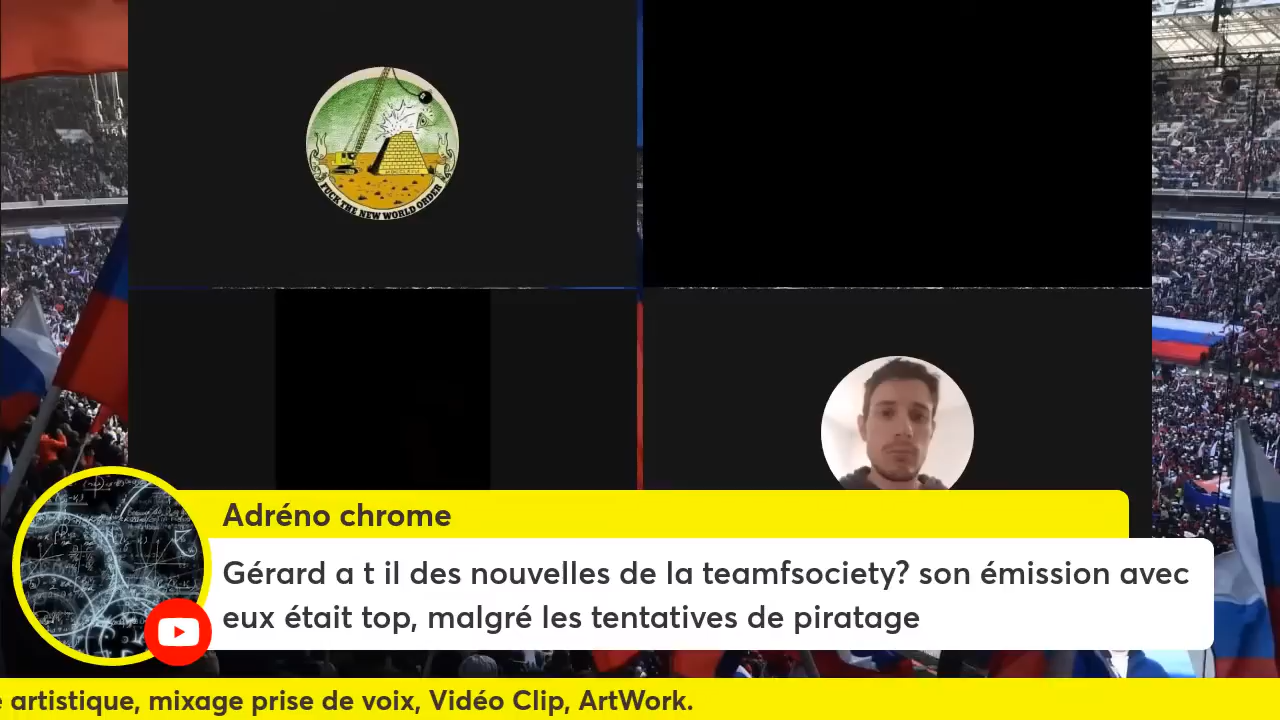 FUCK THE NEW WORLD ORDER
Adréno chrome
Gérard a t il des nouvelles de la teamfsociety? son émission avec
eux était top, malgré les tentatives de piratage
artistique, mixage prise de voix, Vidéo Clip, ArtWork.